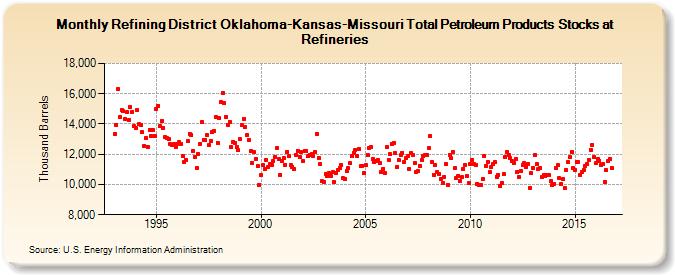 Monthly Refining District Oklahoma-Kansas-Missouri Total Petroleum Products Stocks at
Refineries
Thousand Barrels
18,000
16,000
14,000
12,000
10,000
8,000
1995
2000
2005
2010
2015
Source: U.S. Energy Information Administration